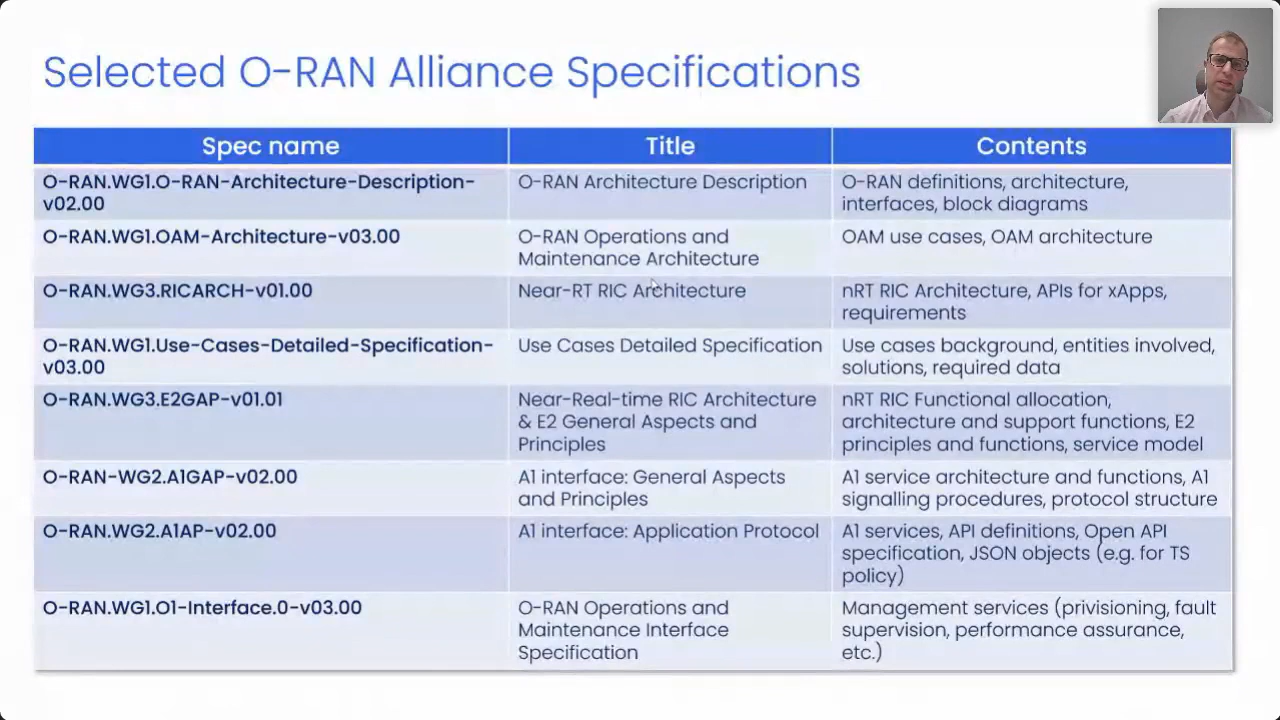 Selected O-RAN Alliance Specifications
Spec name
Title
Contents
O-RAN.WG1.O-RAN-Architecture-Description-
v02.00
O-RAN Architecture Description
O-RAN definitions, architecture,
interfaces, block diagrams
O-RAN.WG1.OAM-Architecture-v03.00
O-RAN Operations and
Maintenance Architecture
OAM use cases, OAM architecture
O-RAN.WG3.RICARCH-v01.00
Near-RT RIC Architecture
nRT RIC Architecture, APIs for xApps,
requirements
O-RAN.WG1.Use-Cases-Detailed-Specification-
v03.00
Use Cases Detailed Specification
Use cases background, entities involved,
solutions, required data
O-RAN.WG3.E2GAP-v01.01
Near-Real-time RIC Architecture
& E2 General Aspects and
Principles
nRT RIC Functional allocation,
architecture and support functions, E2
principles and functions, service model
O-RAN-WG2.A1GAP-v02.00
A1 interface: General Aspects
and Principles
A1 service architecture and functions, A1
signalling procedures, protocol structure
O-RAN.WG2.A1AP-v02.00
A1 interface: Application Protocol
A1 services, API definitions, Open API
specification, JSON objects (e.g. for TS
policy)
O-RAN.WG1.O1-Interface.0-v03.00
O-RAN Operations and
Maintenance Interface
Specification
Management services (privisioning, fault
supervision, performance assurance,
etc.)